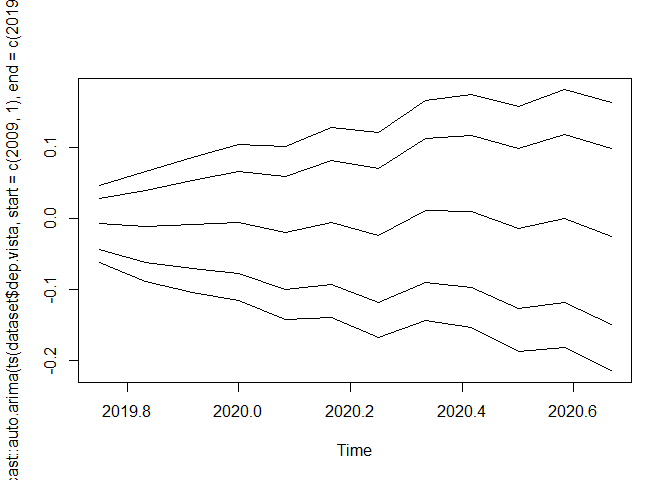 cast::auto.arima(ts(dataset$dep.vista, start = c(2009, 1), end = c(2019
0.1
0.0
-0.1
-0.2
2019.8 2020.0 2020.2 2020.4 2020.6
Time